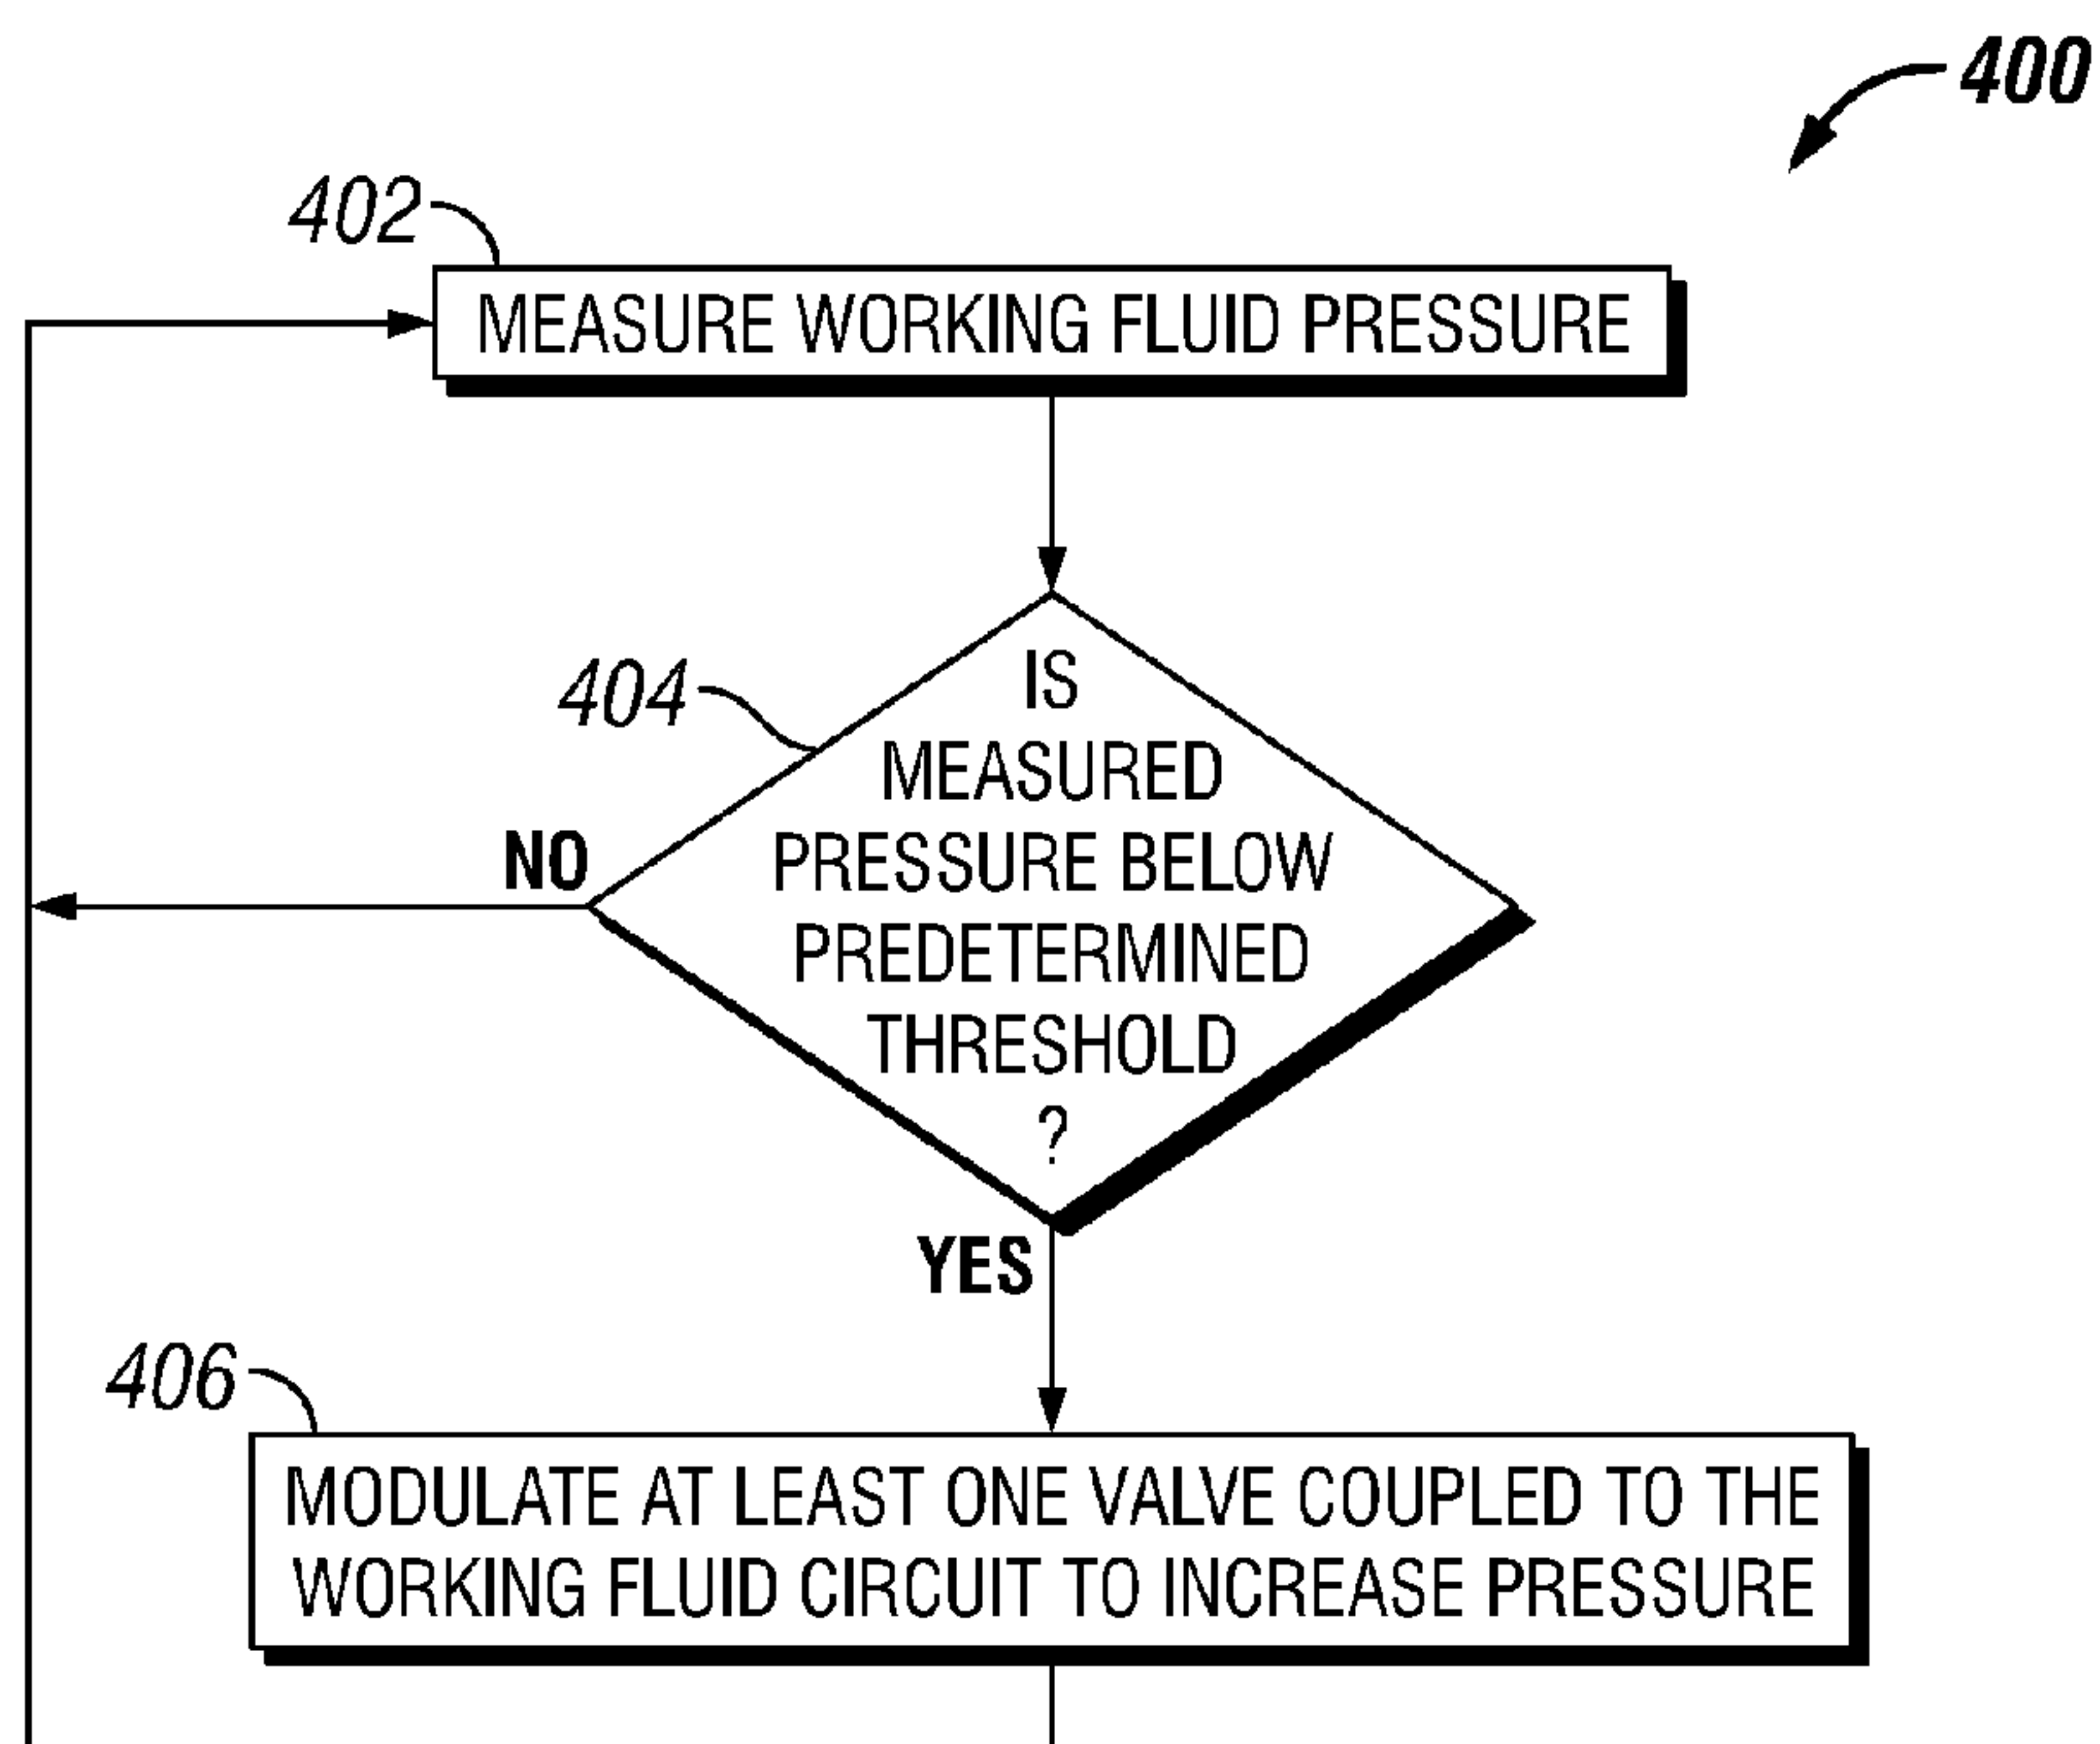 400
402
MEASURE WORKING FLUID PRESSURE
404
IS
MEASURED
PRESSURE BELOW
PREDETERMINED
THRESHOLD
?
NO
YES
406
MODULATE AT LEAST ONE VALVE COUPLED TO THE
WORKING FLUID CIRCUIT TO INCREASE PRESSURE